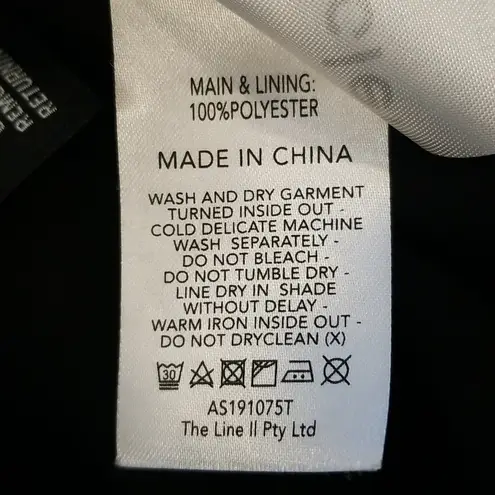 MAIN & LINING:
100%POLYESTER
MADE IN CHINA
WASH AND DRY GARMENT
TURNED INSIDE OUT -
COLD DELICATE MACHINE
WASH SEPARATELY -
DO NOT BLEACH -
DO NOT TUMBLE DRY -
LINE DRY IN SHADE
WITHOUT DELAY -
WARM IRON INSIDE OUT -
DO NOT DRYCLEAN (X)
30
AS191075T
The Line II Pty Ltd